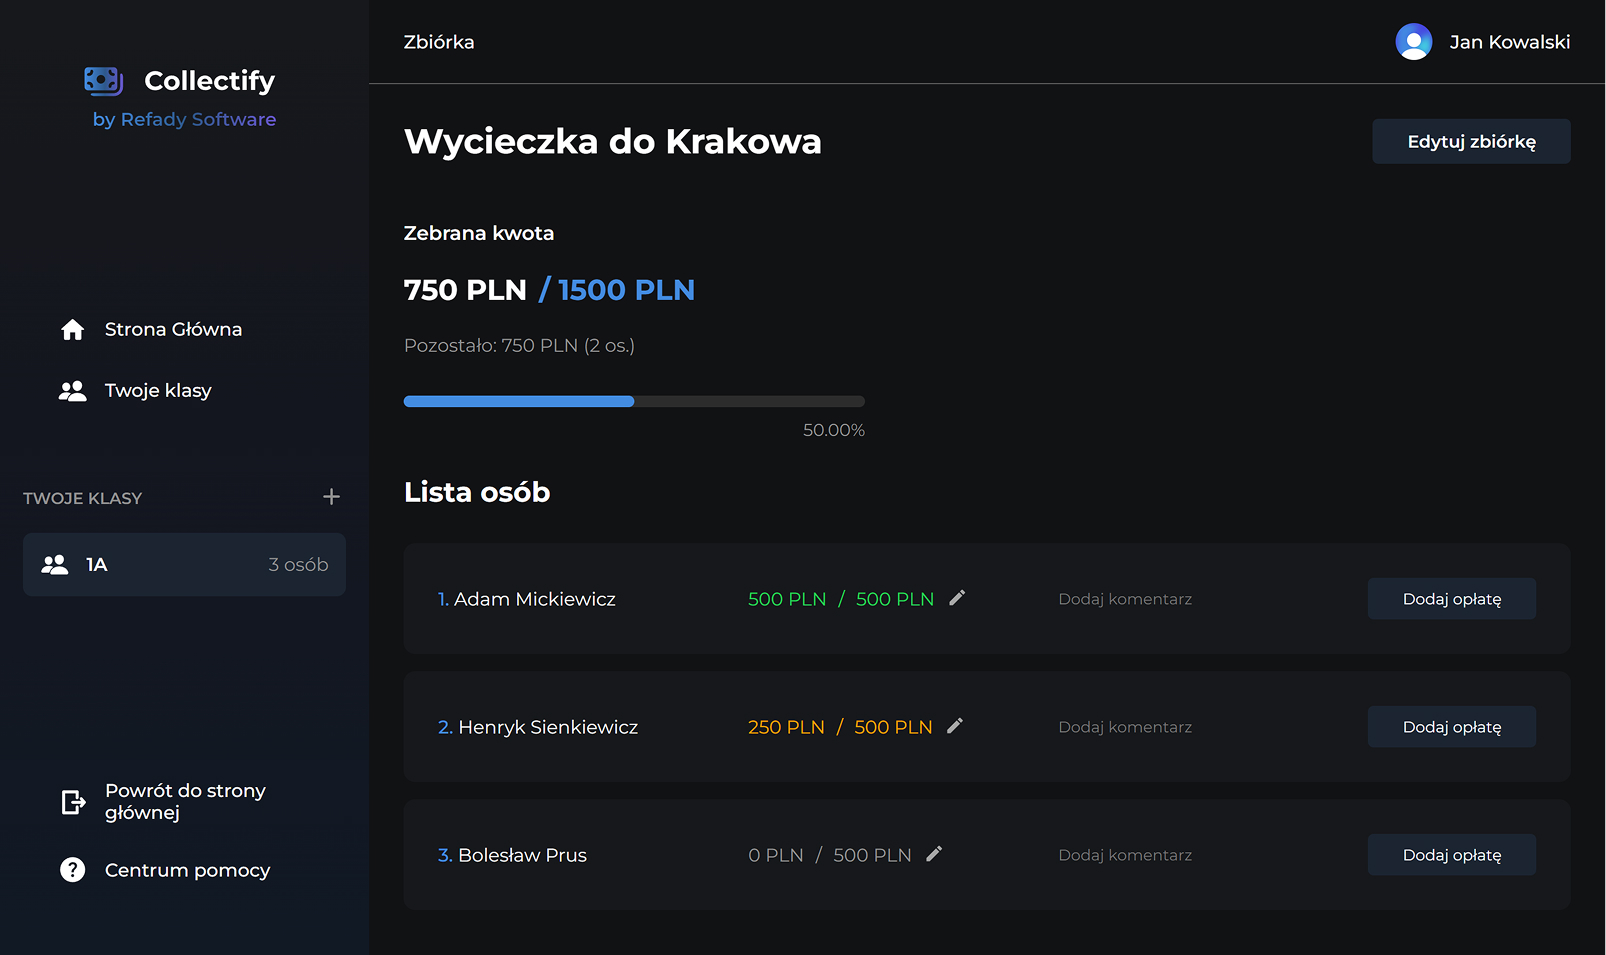 Collectify
by Refady Software
Strona Główna
Twoje klasy
TWOJE KLASY
1A 3 osób
Powrót do strony
głównej
Centrum pomocy
Zbiórka
Jan Kowalski
Wycieczka do Krakowa
Edytuj zbiórkę
Zebrana kwota
750 PLN / 1500 PLN
Pozostało: 750 PLN (2 os.)
50.00%
Lista osób
1. Adam Mickiewicz 500 PLN / 500 PLN Dodaj komentarz Dodaj opłatę
2. Henryk Sienkiewicz 250 PLN / 500 PLN Dodaj komentarz Dodaj opłatę
3. Bolesław Prus 0 PLN / 500 PLN Dodaj komentarz Dodaj opłatę